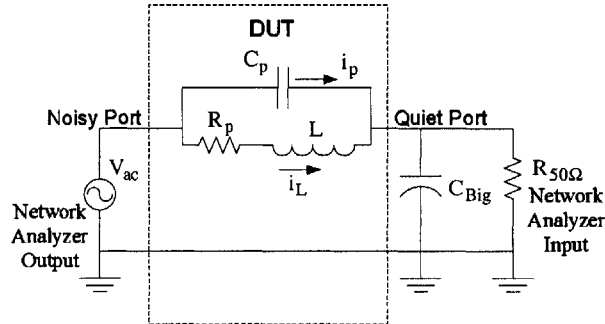 DUT
C_p
i_p
Noisy Port
R_p
L
Quiet Port
V_ac
i_L
C_Big
R_50Ω
Network
Analyzer
Output
Network
Analyzer
Input